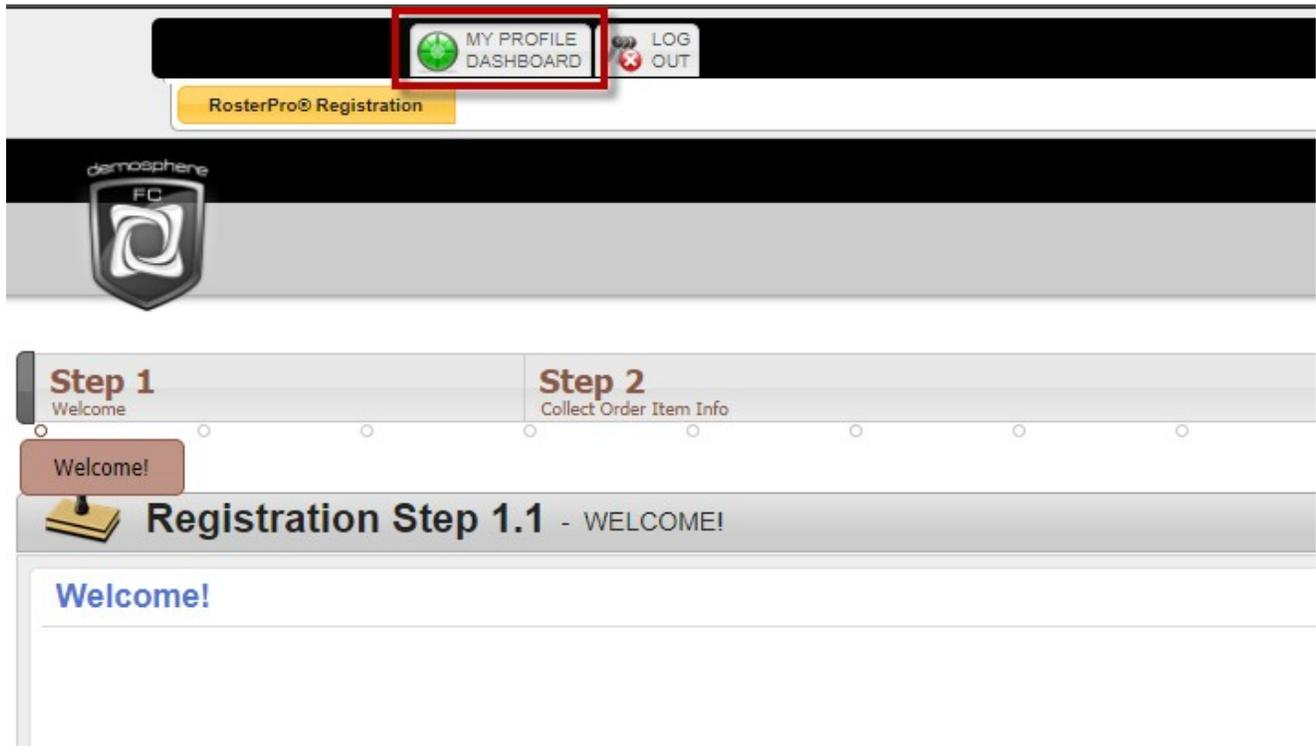 MY PROFILE
DASHBOARD
LOG
OUT
RosterPro® Registration
demosphere
FC
Step 1
Welcome
Step 2
Collect Order Item Info
Welcome!
Registration Step 1.1 - WELCOME!
Welcome!